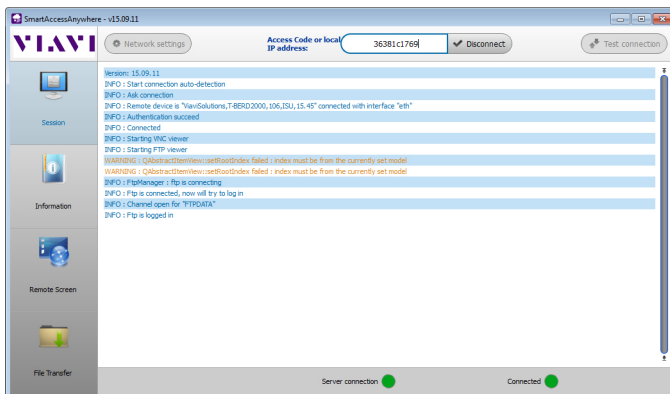 SmartAccessAnywhere - v15.09.11
VIAVI
Network settings
Access Code or local
IP address:
36381c1769
Disconnect
Test connection
Session
Information
Remote Screen
File Transfer
Version: 15.09.11
INFO : Start connection auto-detection
INFO : Ask connection
INFO : Remote device is "ViaviSolutions,T-BERD2000,106,ISU,15.45" connected with interface "eth"
INFO : Authentication succeed
INFO : Connected
INFO : Starting VNC viewer
INFO : Starting FTP viewer
WARNING : QAbstractItemView::setRootIndex failed : index must be from the currently set model
WARNING : QAbstractItemView::setRootIndex failed : index must be from the currently set model
INFO : FtpManager : ftp is connecting
INFO : Ftp is connected, now will try to log in
INFO : Channel open for "FTPDATA"
INFO : Ftp is logged in
Server connection
Connected